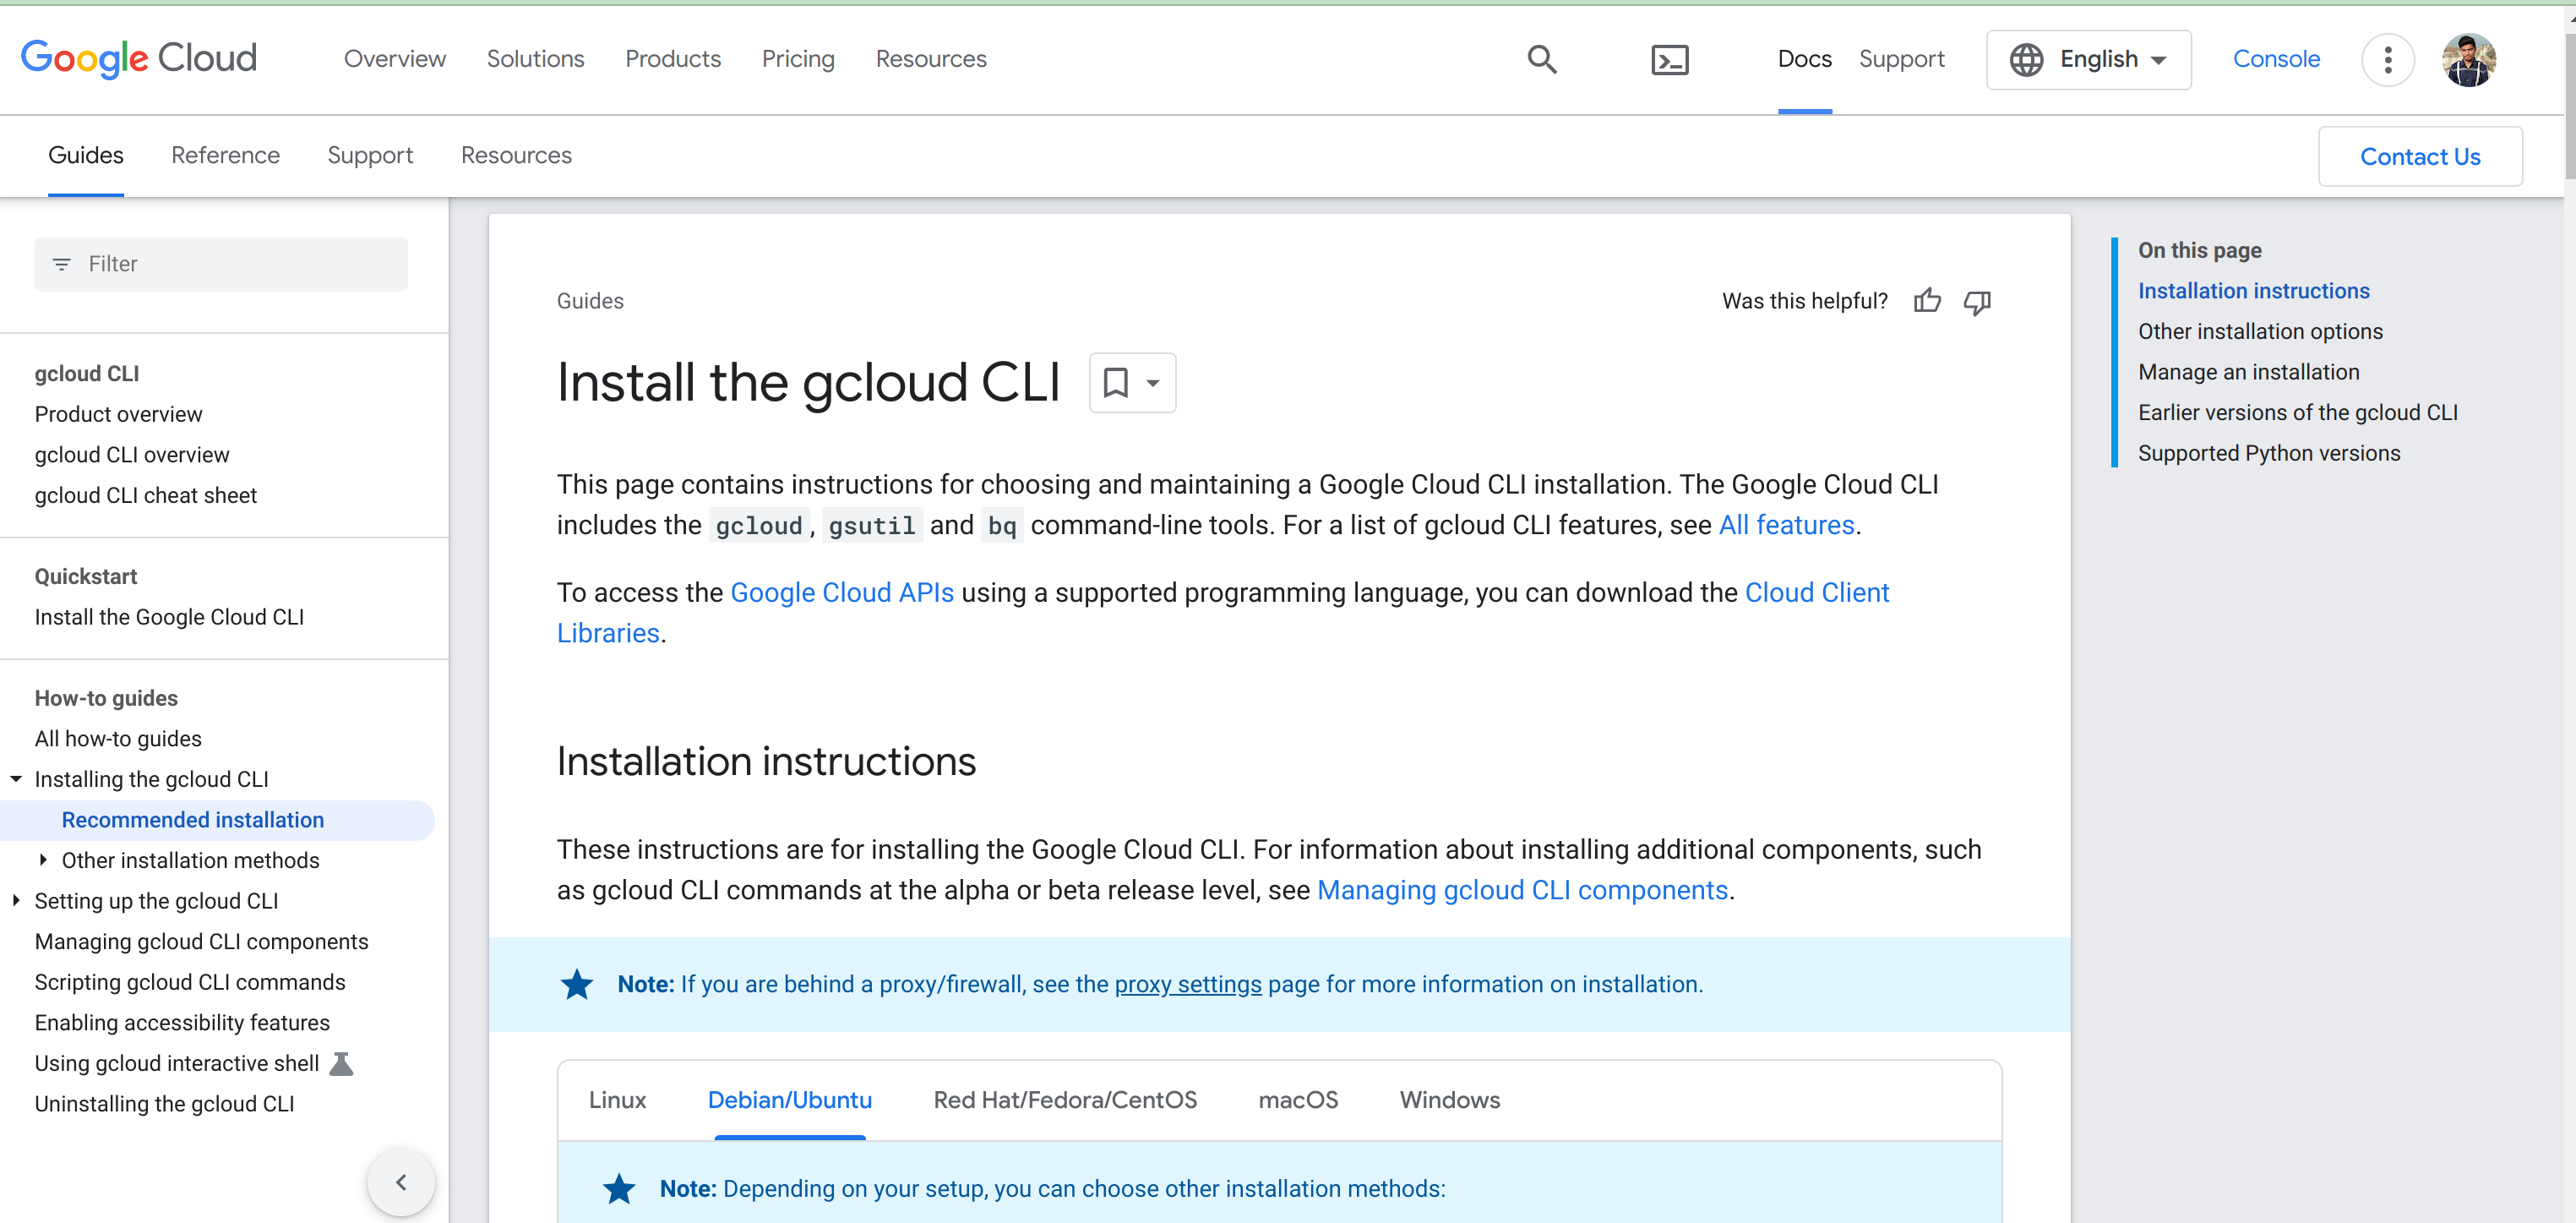 Google Cloud
Overview
Solutions
Products
Pricing
Resources
Docs
Support
English
Console
Guides
Reference
Support
Resources
Contact Us
Filter
gcloud CLI
Product overview
gcloud CLI overview
gcloud CLI cheat sheet
Quickstart
Install the Google Cloud CLI
How-to guides
All how-to guides
Installing the gcloud CLI
Recommended installation
Other installation methods
Setting up the gcloud CLI
Managing gcloud CLI components
Scripting gcloud CLI commands
Enabling accessibility features
Using gcloud interactive shell
Uninstalling the gcloud CLI
Guides
Was this helpful?
Install the gcloud CLI
This page contains instructions for choosing and maintaining a Google Cloud CLI installation. The Google Cloud CLI
includes the gcloud, gsutil and bq command-line tools. For a list of gcloud CLI features, see All features.
To access the Google Cloud APIs using a supported programming language, you can download the Cloud Client
Libraries.
Installation instructions
These instructions are for installing the Google Cloud CLI. For information about installing additional components, such
as gcloud CLI commands at the alpha or beta release level, see Managing gcloud CLI components.
Note: If you are behind a proxy/firewall, see the proxy settings page for more information on installation.
Linux
Debian/Ubuntu
Red Hat/Fedora/CentOS
macOS
Windows
Note: Depending on your setup, you can choose other installation methods:
On this page
Installation instructions
Other installation options
Manage an installation
Earlier versions of the gcloud CLI
Supported Python versions